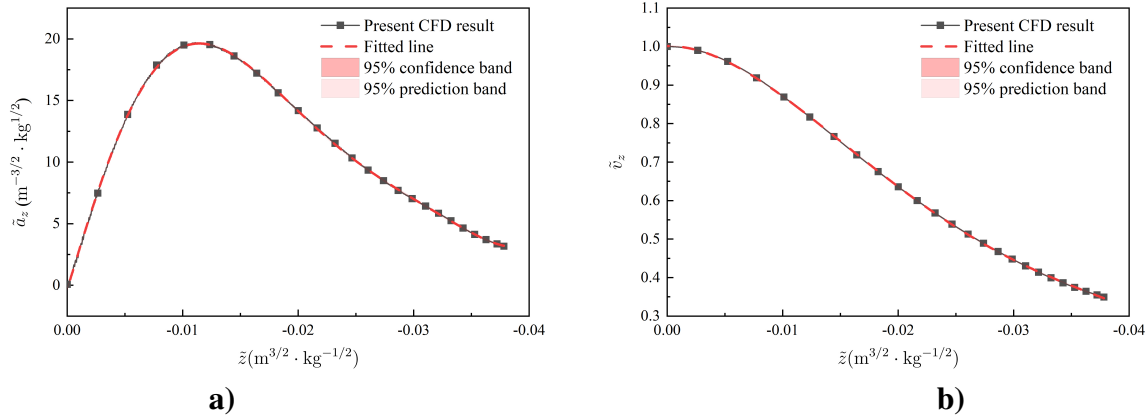 Present CFD result
Fitted line
95% confidence band
95% prediction band
20
15
10
5
0
ã_z (m^{-3/2} · kg^{1/2})
0.00 -0.01 -0.02 -0.03 -0.04
z̃(m^{3/2} · kg^{-1/2})
a)
Present CFD result
Fitted line
95% confidence band
95% prediction band
1.1
1.0
0.9
0.8
0.7
0.6
0.5
0.4
0.3
ṽ_z
0.00 -0.01 -0.02 -0.03 -0.04
z̃(m^{3/2} · kg^{-1/2})
b)